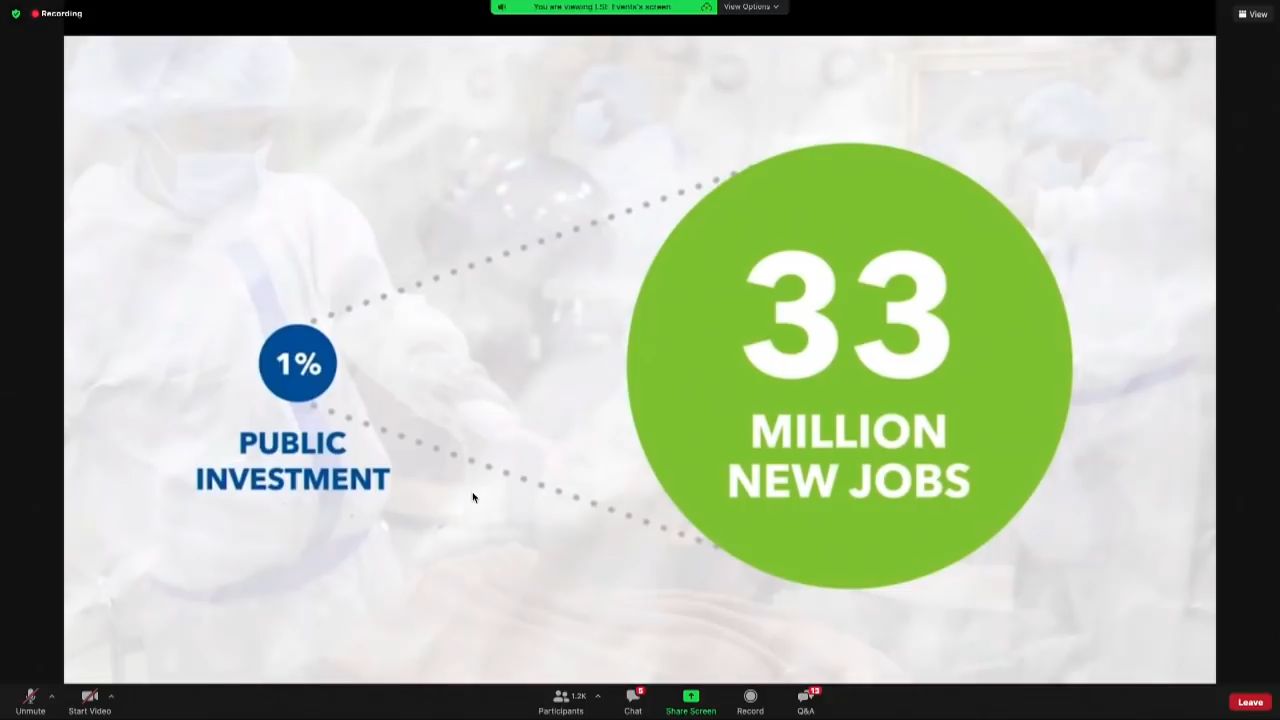 Recording
You are viewing LSE Events's screen
View Options
View
1%
PUBLIC
INVESTMENT
33
MILLION
NEW JOBS
Unmute
Start Video
1.2K
Participants
5
Chat
Share Screen
Record
13
Q&A
Leave